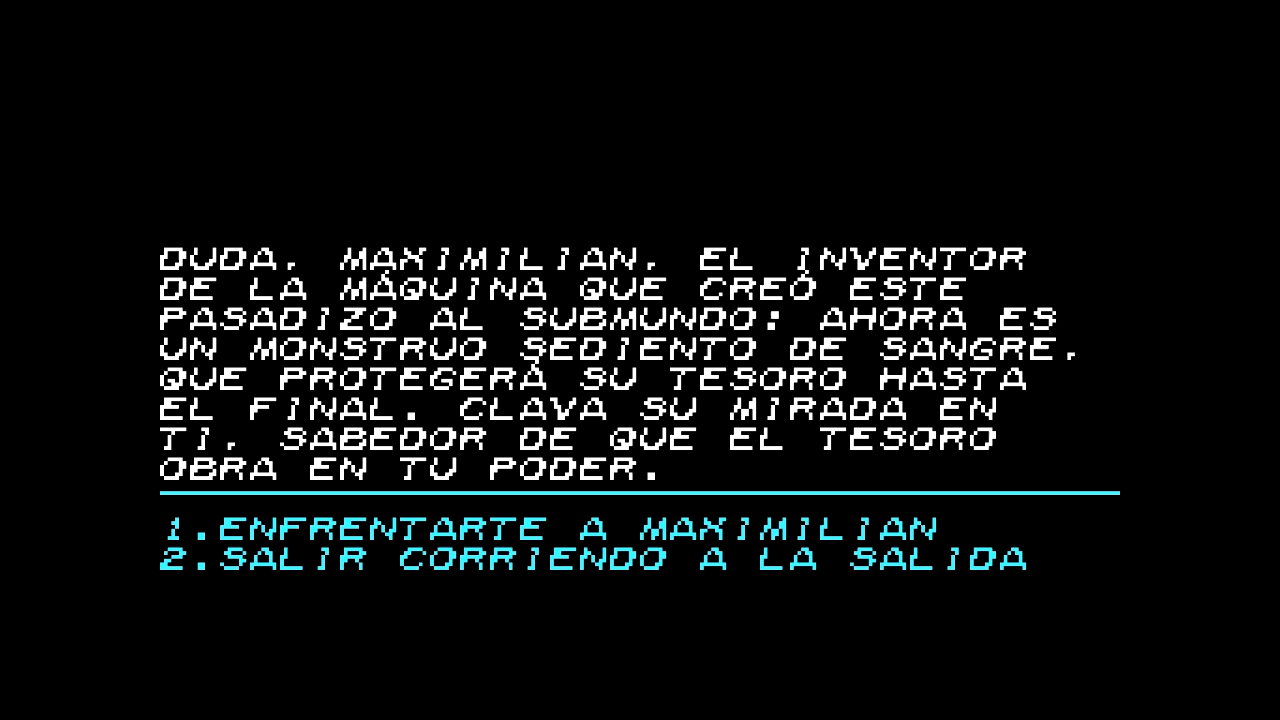 DUDA. MAXIMILIAN, EL INVENTOR
DE LA MÁQUINA QUE CREÓ ESTE
PASADIZO AL SUBMUNDO: AHORA ES
UN MONSTRUO SEDIENTO DE SANGRE,
QUE PROTEGERÁ SU TESORO HASTA
EL FINAL. CLAVA SU MIRADA EN
TI, SABEDOR DE QUE EL TESORO
OBRA EN TU PODER.
1.ENFRENTARTE A MAXIMILIAN
2.SALIR CORRIENDO A LA SALIDA